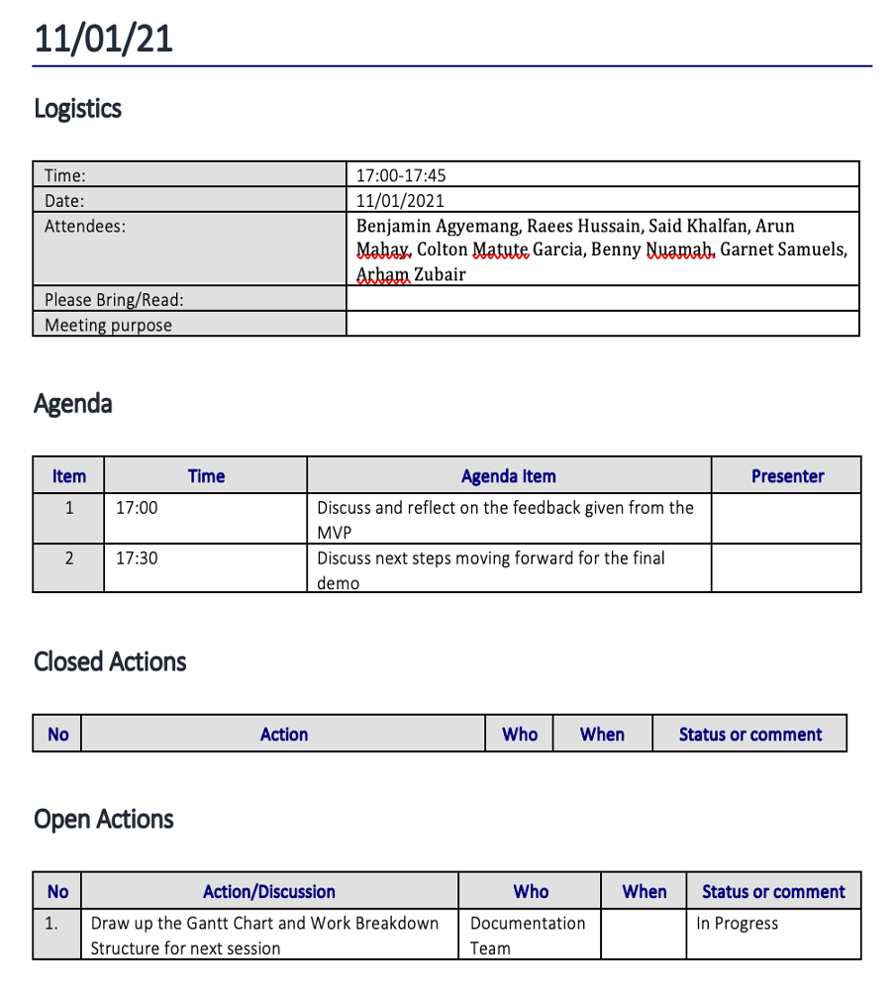 11/01/21
Logistics
Time: 17:00-17:45
Date: 11/01/2021
Attendees: Benjamin Agyemang, Raees Hussain, Said Khalfan, Arun
Mahay, Colton Matute Garcia, Benny Nuamah, Garnet Samuels,
Arham Zubair
Please Bring/Read:
Meeting purpose
Agenda
Item Time Agenda Item Presenter
1 17:00 Discuss and reflect on the feedback given from the
MVP
2 17:30 Discuss next steps moving forward for the final
demo
Closed Actions
No Action Who When Status or comment
Open Actions
No Action/Discussion Who When Status or comment
1. Draw up the Gantt Chart and Work Breakdown Documentation In Progress
Structure for next session Team